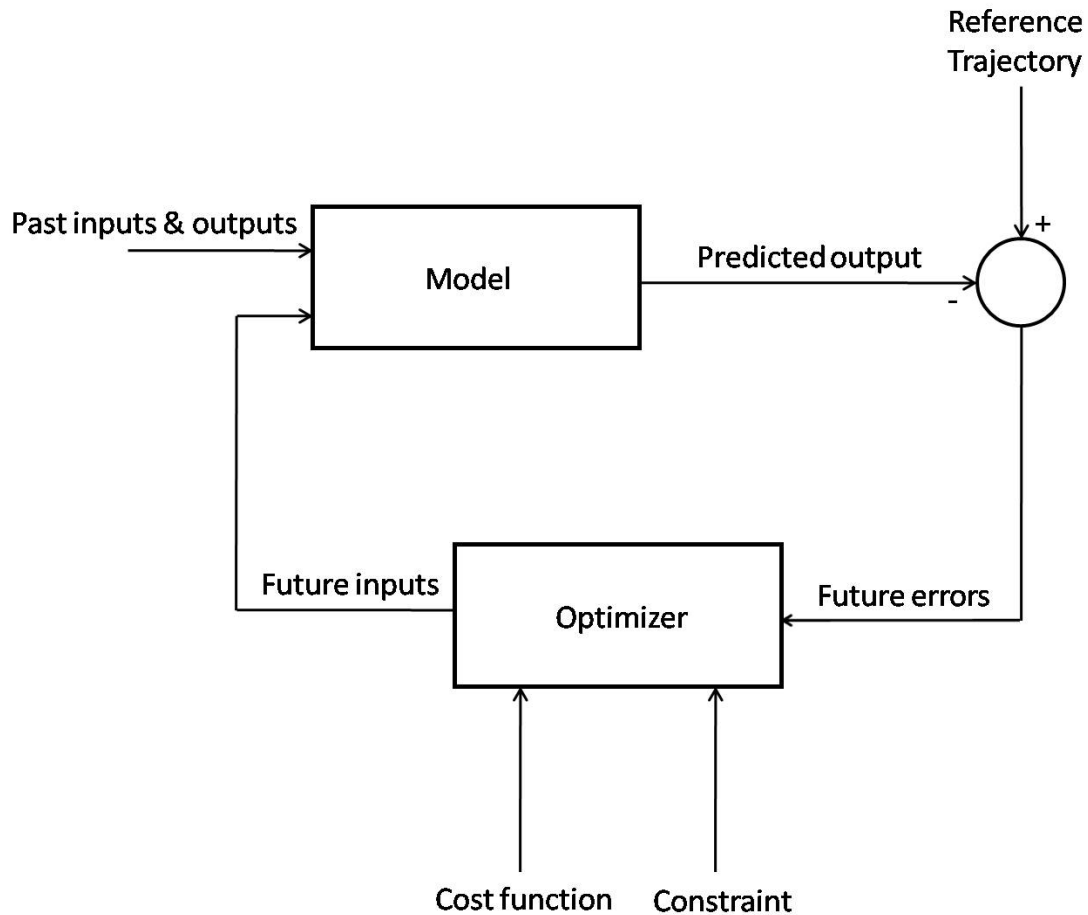 Reference
Trajectory
Past inputs & outputs
+
Model
Predicted output
-
Future inputs
Optimizer
Future errors
Cost function
Constraint